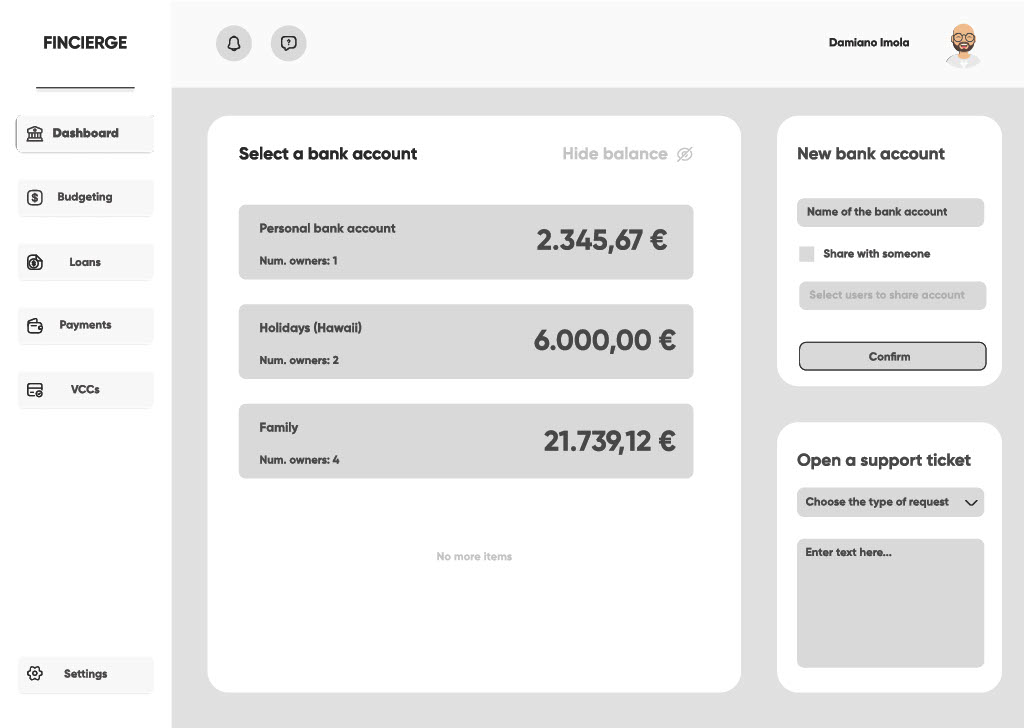 FINCIERGE
Damiano Imola
Dashboard
Budgeting
Loans
Payments
VCCs
Settings
Select a bank account
Hide balance
Personal bank account
2.345,67 €
Num. owners: 1
Holidays (Hawaii)
6.000,00 €
Num. owners: 2
Family
21.739,12 €
Num. owners: 4
No more items
New bank account
Name of the bank account
Share with someone
Select users to share account
Confirm
Open a support ticket
Choose the type of request
Enter text here...